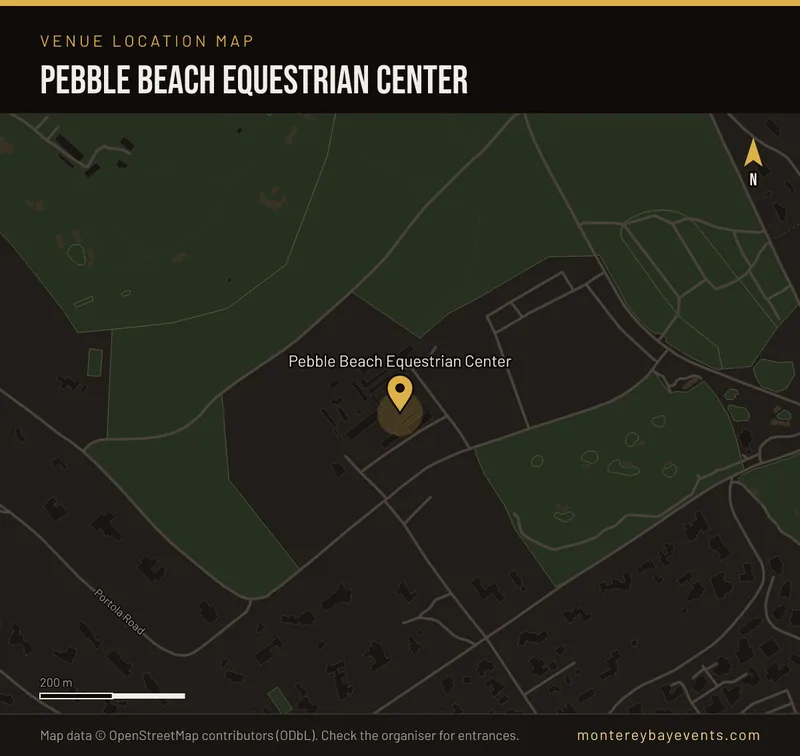 VENUE LOCATION MAP
PEBBLE BEACH EQUESTRIAN CENTER
N
Pebble Beach Equestrian Center
Portola Road
200 m
Map data © OpenStreetMap contributors (ODbL). Check the organiser for entrances.
montereybayevents.com